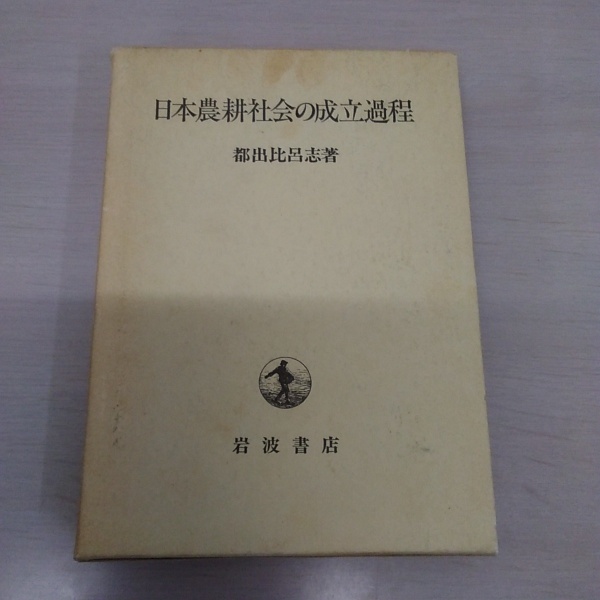 日本農耕社会の成立過程
都出比呂志著
岩波書店